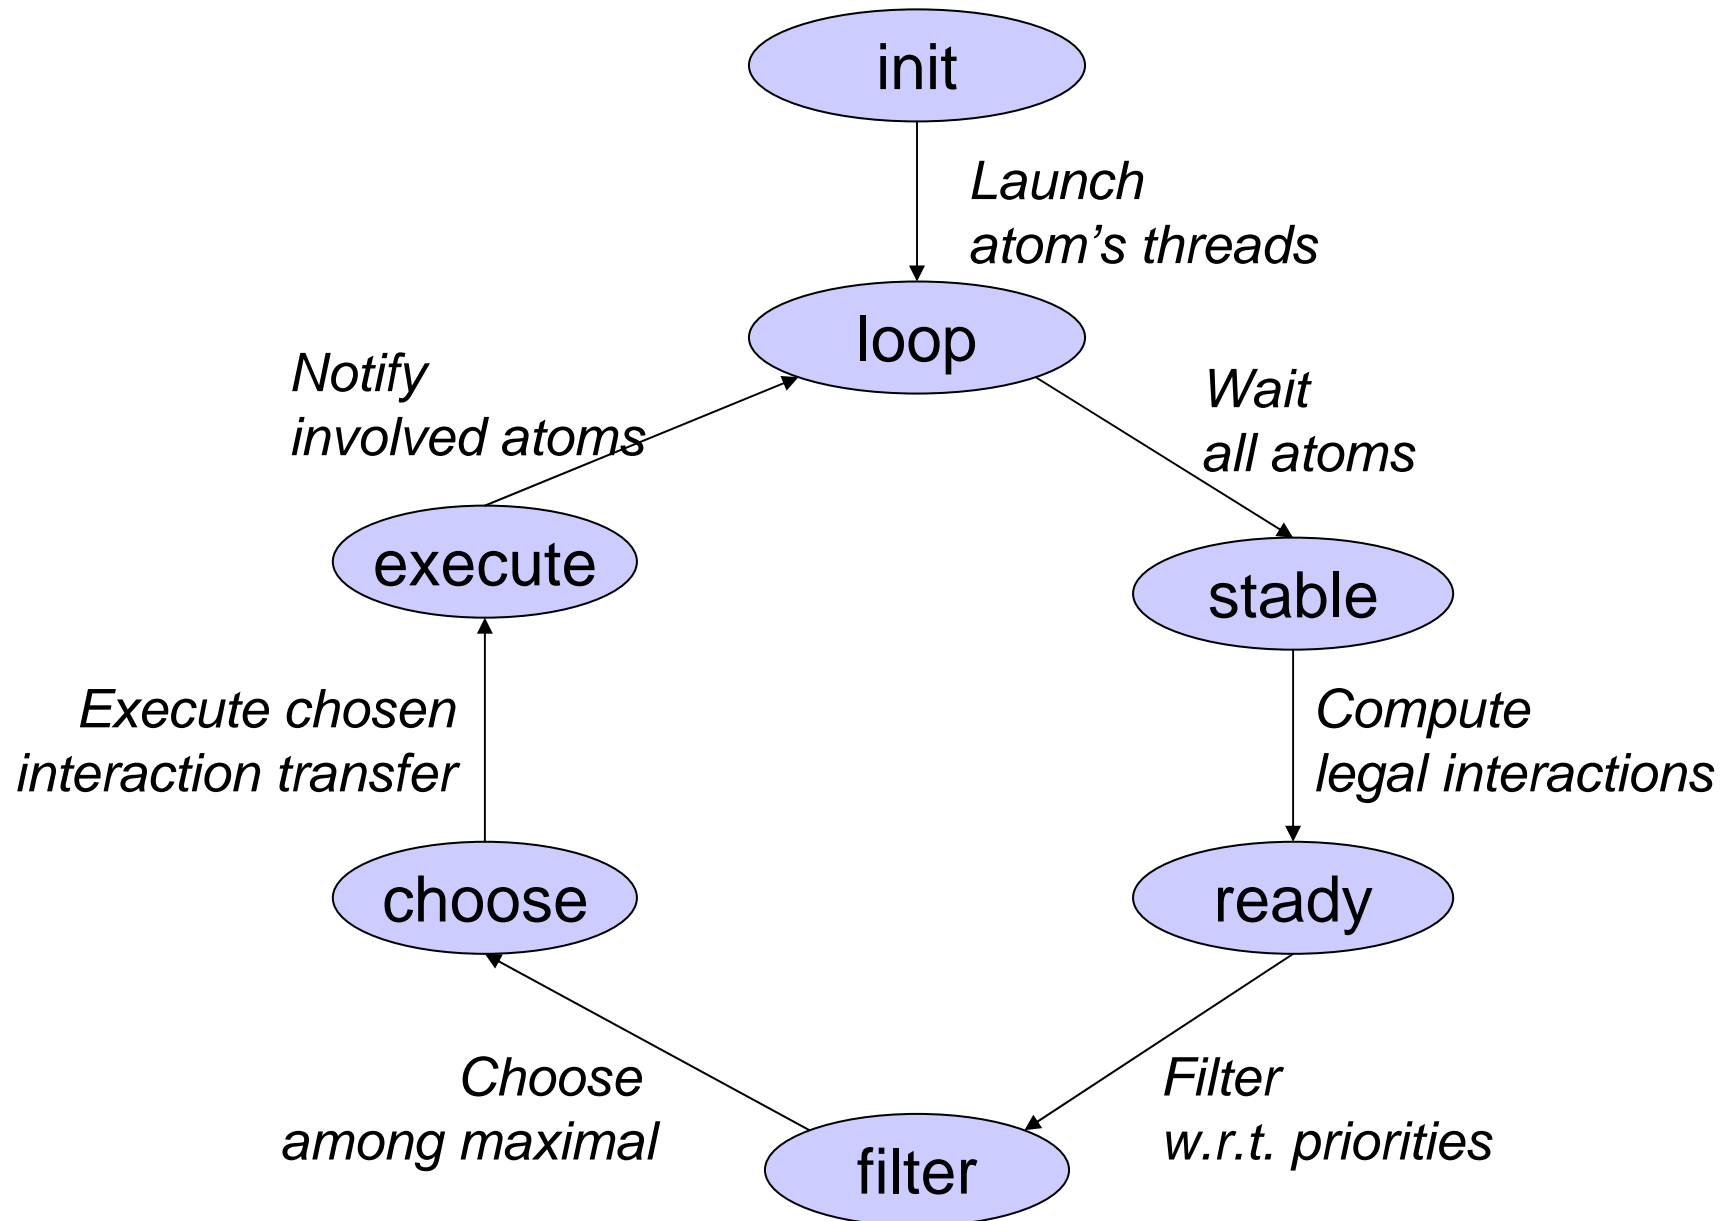 init
Launch
atom’s threads
loop
Notify
involved atoms
Wait
all atoms
execute
stable
Execute chosen
interaction transfer
Compute
legal interactions
choose
ready
Choose
among maximal
Filter
w.r.t. priorities
filter